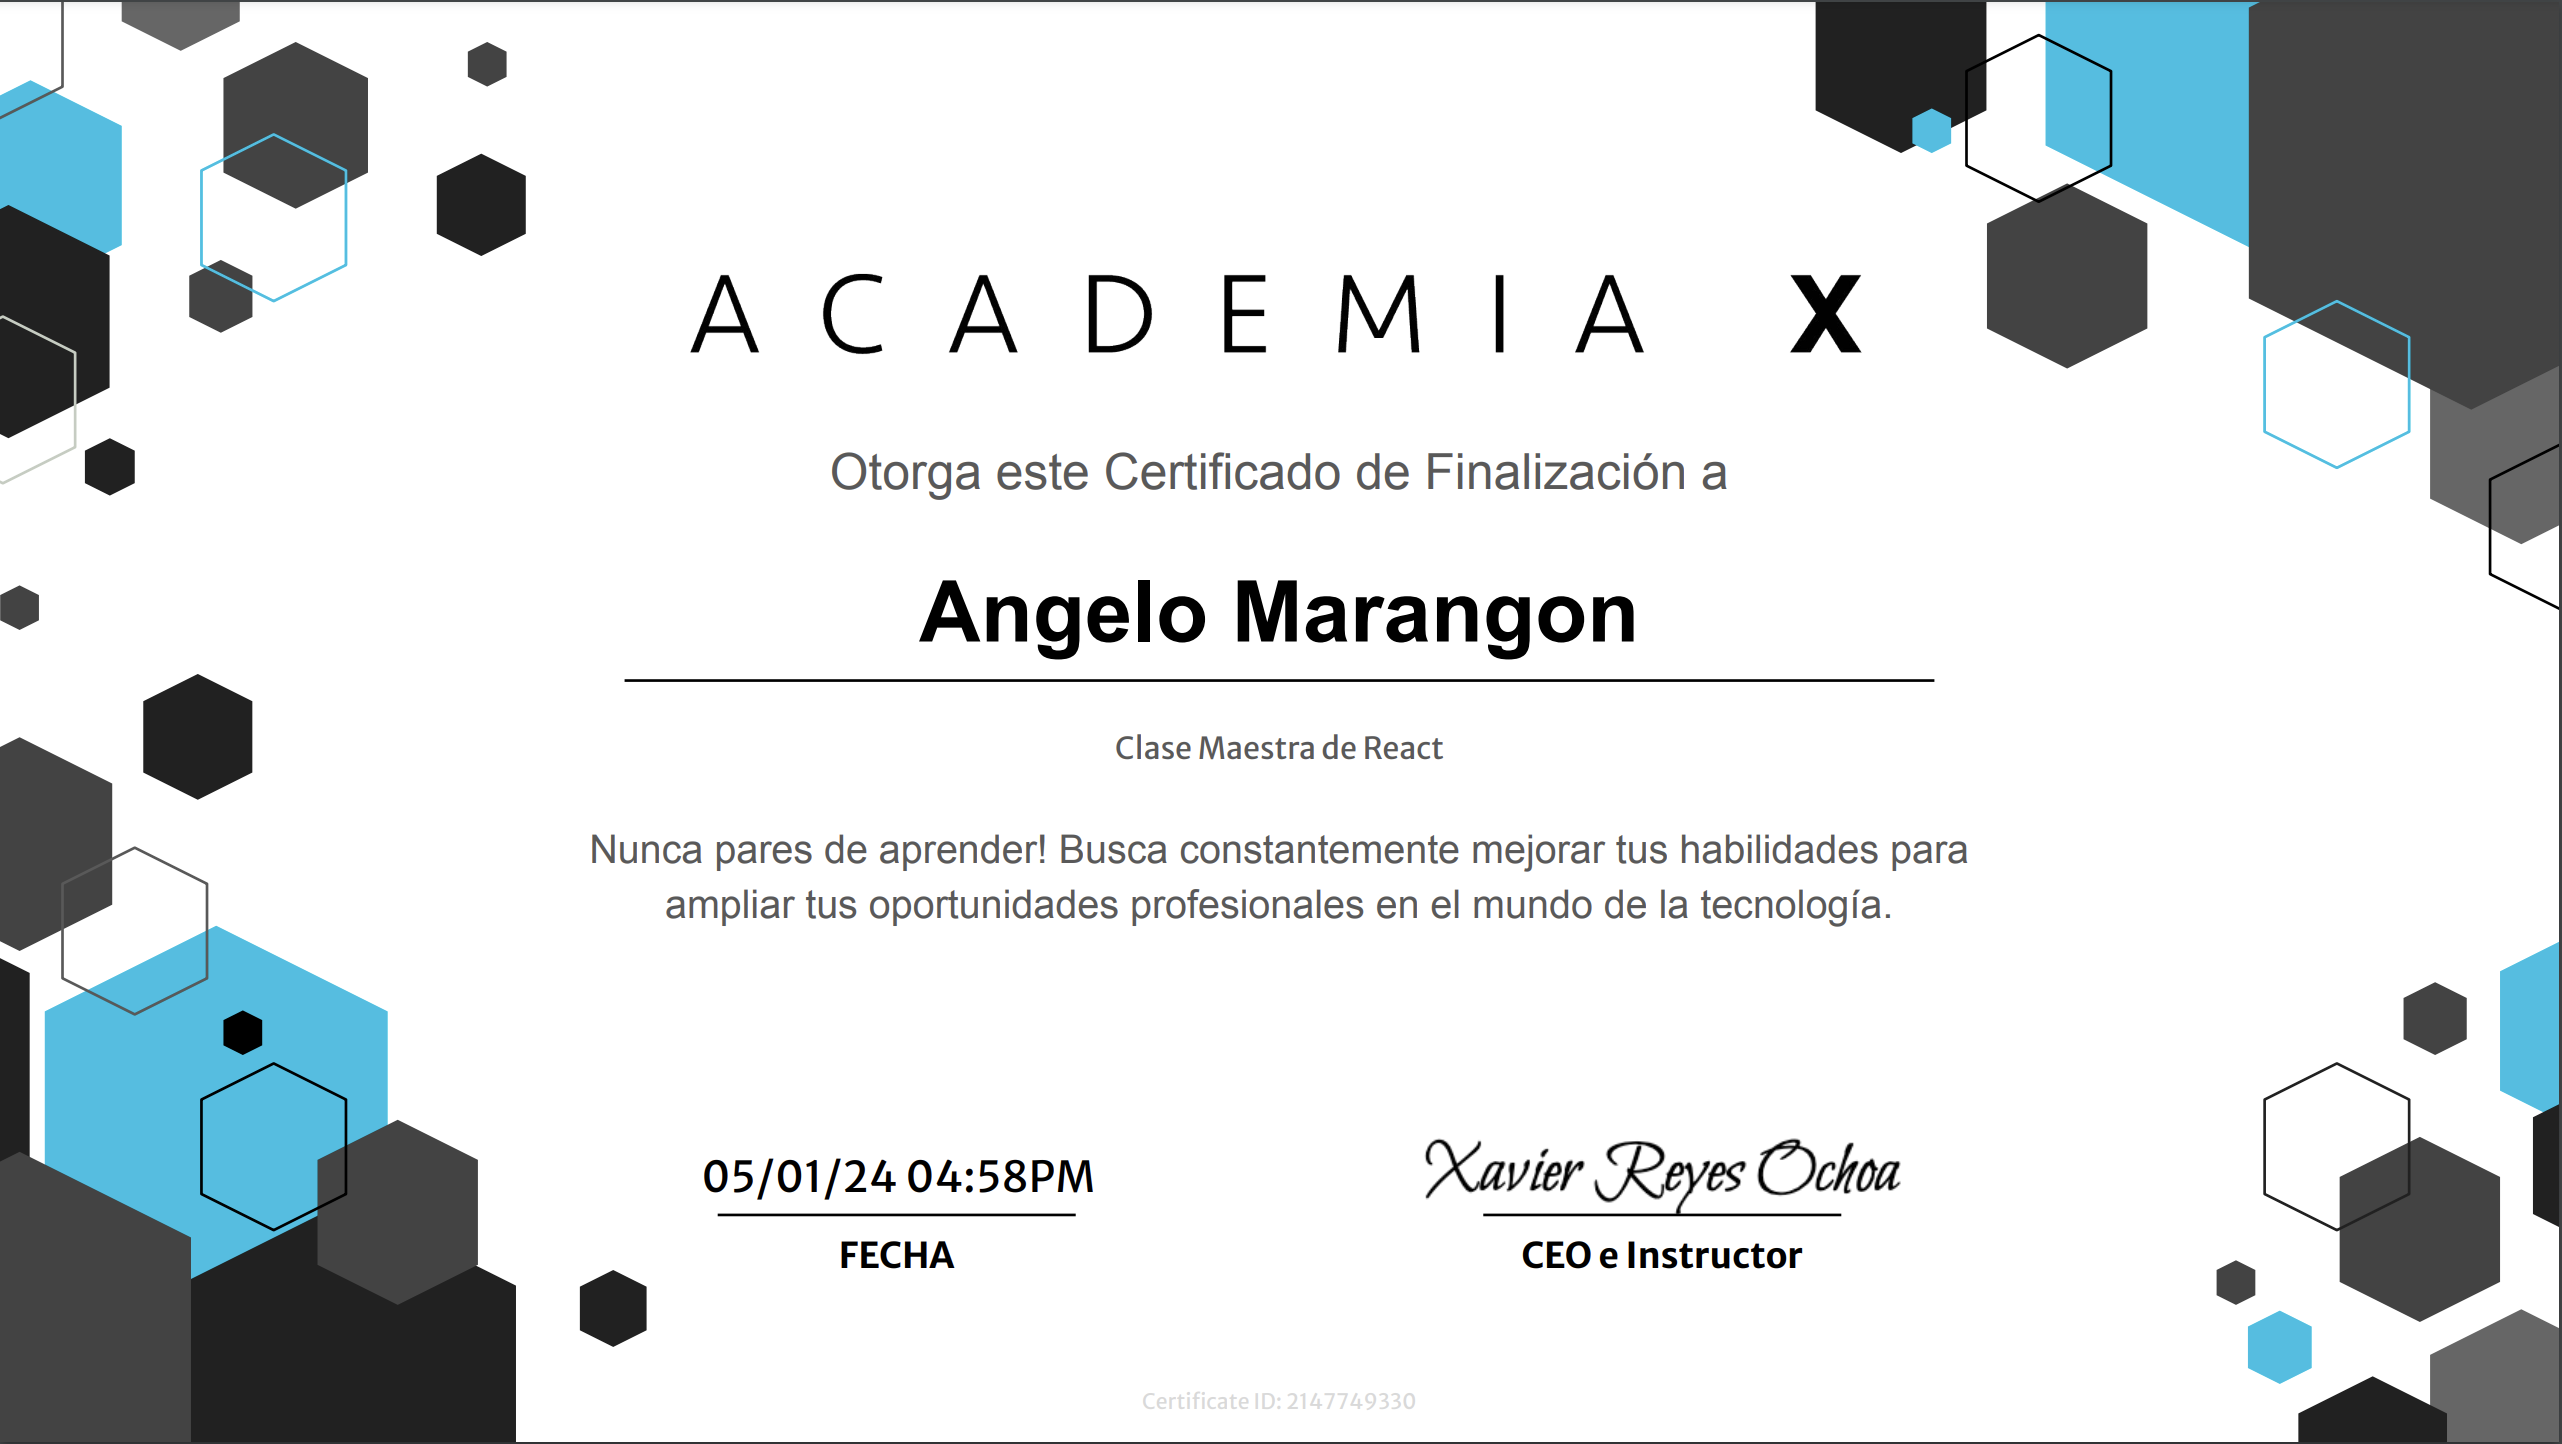 ACADEMIA X
Otorga este Certificado de Finalización a
Angelo Marangon
Clase Maestra de React
Nunca pares de aprender! Busca constantemente mejorar tus habilidades para
ampliar tus oportunidades profesionales en el mundo de la tecnología.
05/01/24 04:58PM
FECHA
Xavier Reyes Ochoa
CEO e Instructor
Certificate ID: 2147749330